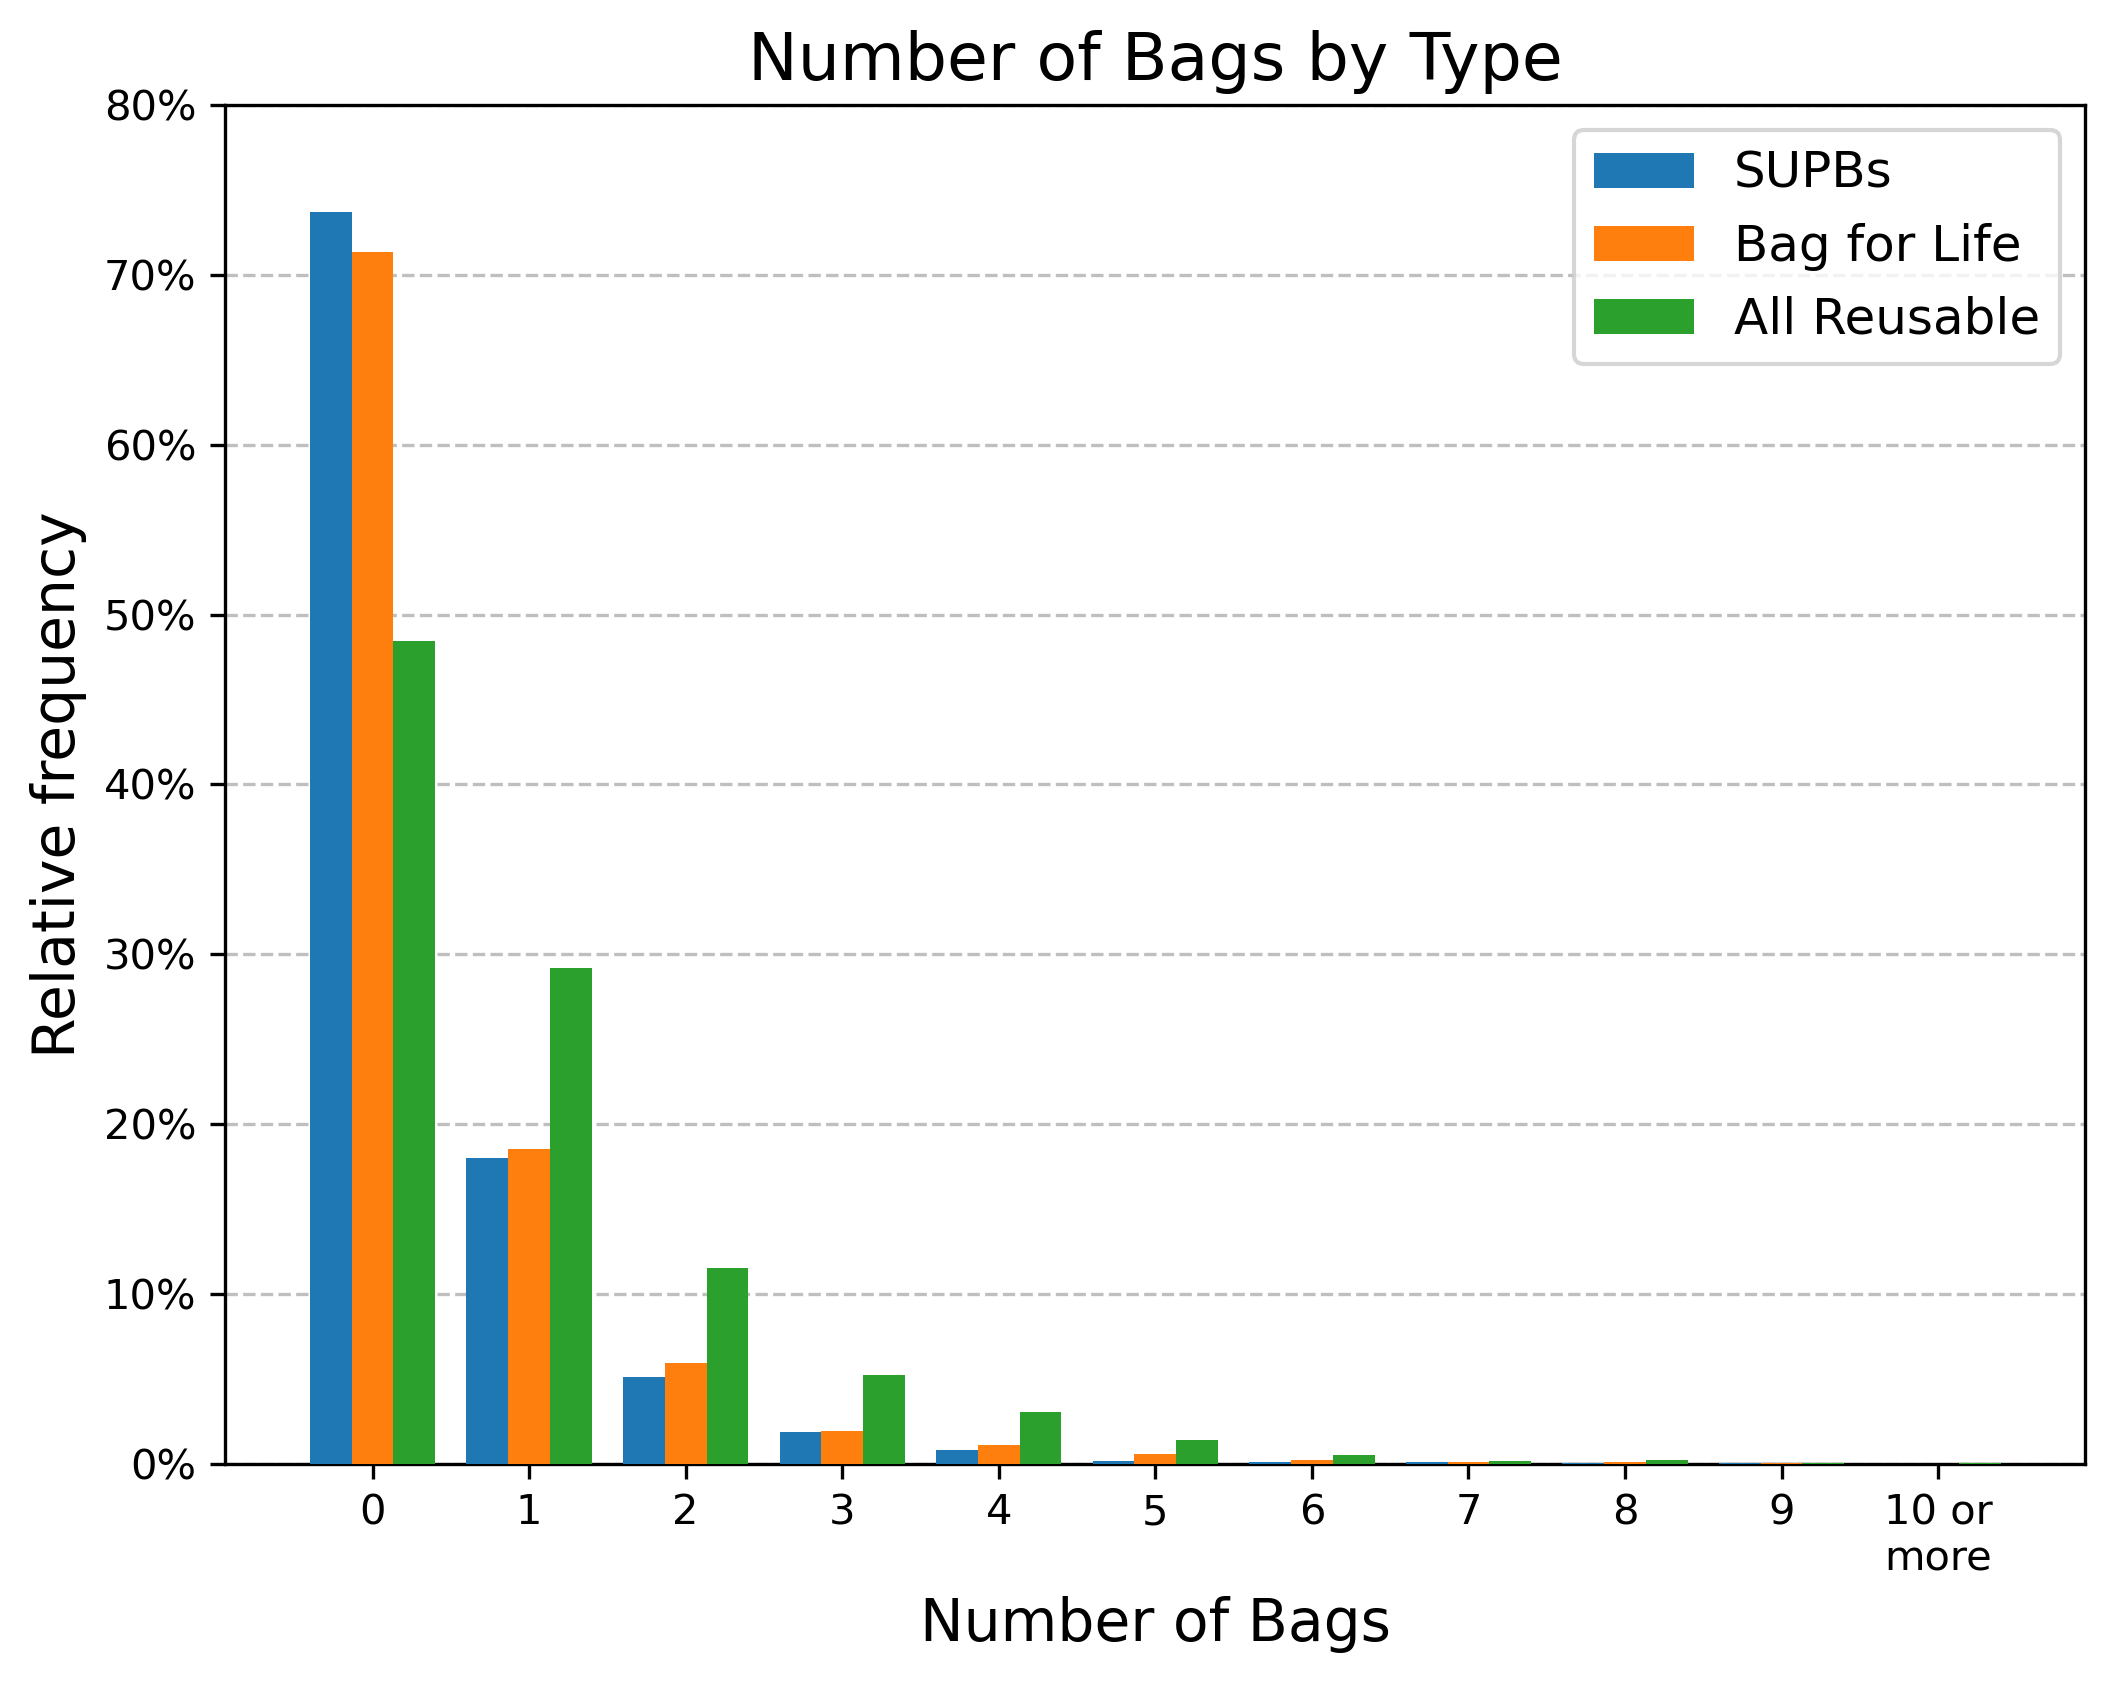 Number of Bags by Type
80%
70%
60%
50%
40%
30%
20%
10%
0%
Relative frequency
SUPBs
Bag for Life
All Reusable
0 1 2 3 4 5 6 7 8 9 10 or
more
Number of Bags